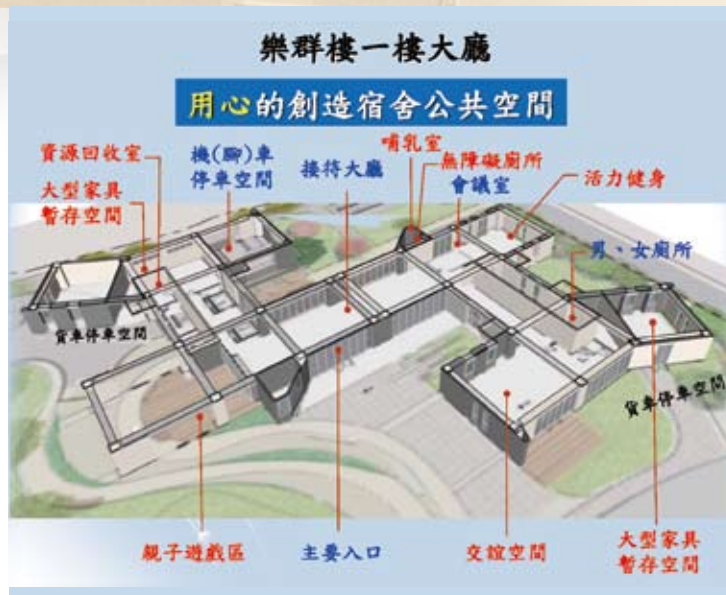 樂群樓一樓大廳
用心的創造宿舍公共空間
哺乳室
資源回收室
機(腳)車
停車空間
接待大廳
無障礙廁所
會議室
活力健身
大型家具
暫存空間
男、女廁所
貨車停車空間
貨車停車空間
親子遊戲區
主要入口
交誼空間
大型家具
暫存空間